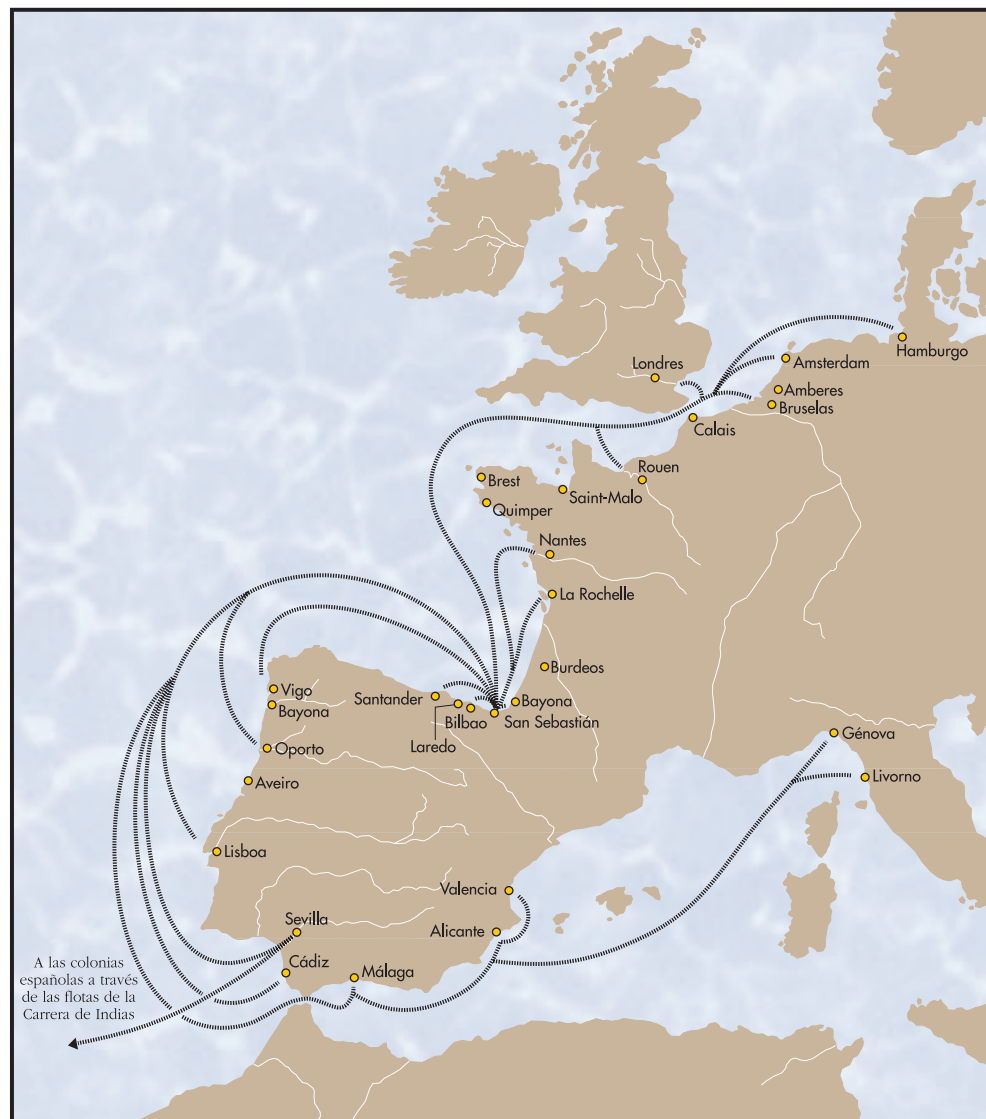 Hamburgo
Londres
Amsterdam
Amberes
Bruselas
Calais
Rouen
Brest
Saint-Malo
Quimper
Nantes
La Rochelle
Burdeos
Vigo
Bayona
Santander
Bayona
Bilbao
San Sebastián
Laredo
Oporto
Génova
Aveiro
Livorno
Lisboa
Valencia
Sevilla
Alicante
Cádiz
Málaga
A las colonias
españolas a través
de las flotas de la
Carrera de Indias